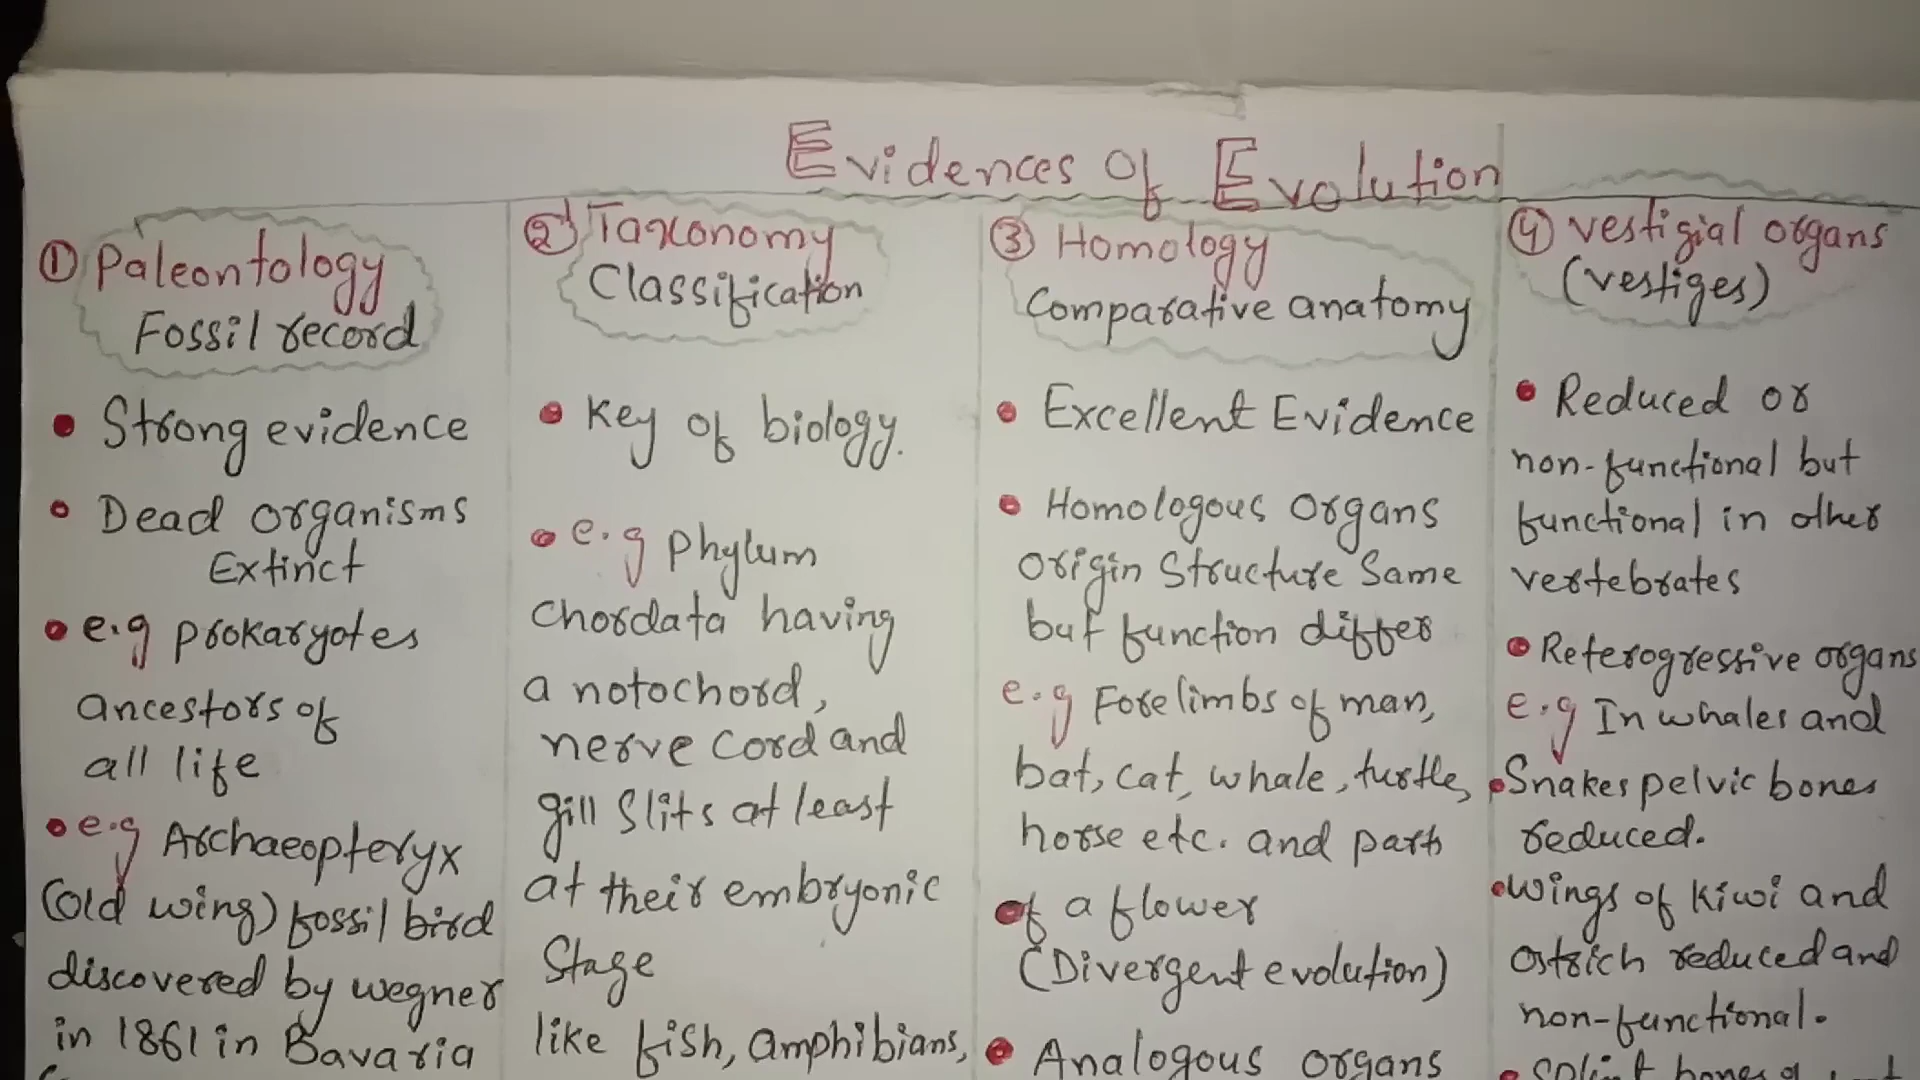 Evidences Of Evolution
① Paleontology
Fossil record
• Strong evidence
• Dead organisms
Extinct
• e.g prokaryotes
ancestors of
all life
• e.g Archaeopteryx
(old wing) fossil bird
discovered by wegner
in 1861 in Bavaria
② Taxonomy
Classification
• Key of biology.
• e.g phylum
chordata having
a notochord,
nerve cord and
gill slits at least
at their embryonic
Stage
like fish, amphibians,
③ Homology
Comparative anatomy
• Excellent Evidence
• Homologous organs
origin structure same
but function differ
e.g Forelimbs of man,
bat, cat, whale, turtle,
horse etc. and parts
of a flower
(Divergent evolution)
• Analogous organs
④ vestigial organs
(vestiges)
• Reduced or
non-functional but
functional in other
vertebrates
• Reterogressive organs
e.g In whales and
• Snakes pelvic bones
reduced.
• wings of kiwi and
ostrich reduced and
non-functional.
• splint bones